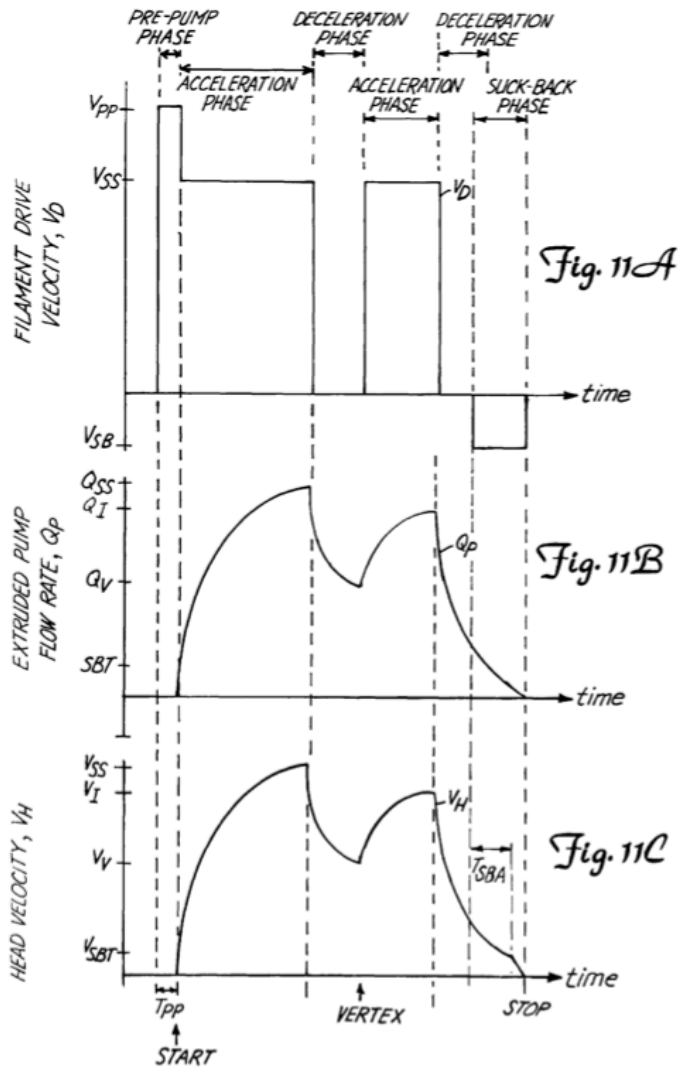 PRE-PUMP
PHASE
DECELERATION
PHASE
DECELERATION
PHASE
ACCELERATION
PHASE
ACCELERATION
PHASE
SUCK-BACK
PHASE
VPP
VSS
VD
FILAMENT DRIVE
VELOCITY, VD
Fig. 11A
time
VSB
QSS
QI
QP
QV
EXTRUDED PUMP
FLOW RATE, QP
Fig. 11B
SBT
time
VSS
VI
VH
VV
TSBA
HEAD VELOCITY, VH
Fig. 11C
VSBT
time
TPP
VERTEX
STOP
START